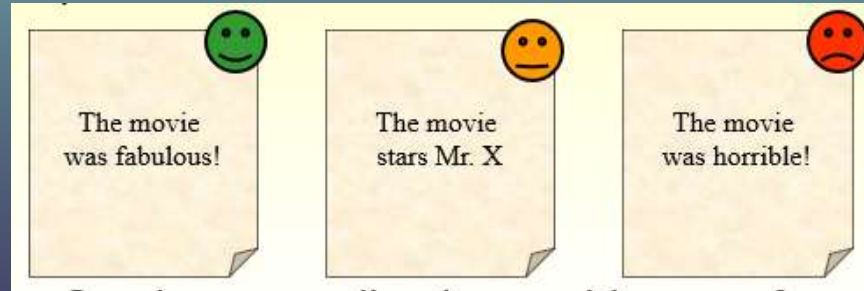 The movie
was fabulous!
The movie
stars Mr. X
The movie
was horrible!